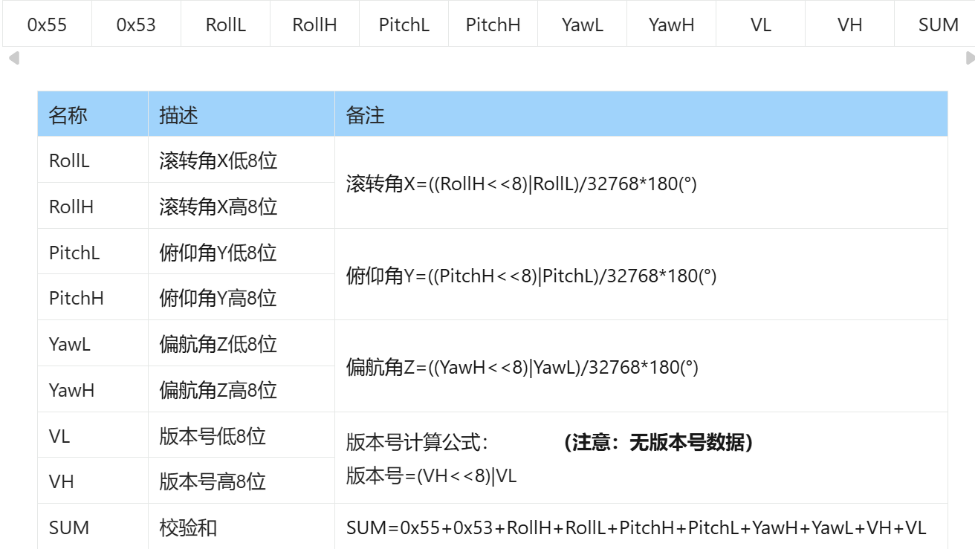 0x55 0x53 RollL RollH PitchL PitchH YawL YawH VL VH SUM
名称 描述 备注
RollL 滚转角X低8位
滚转角X=((RollH<<8)|RollL)/32768*180(°)
RollH 滚转角X高8位
PitchL 俯仰角Y低8位
俯仰角Y=((PitchH<<8)|PitchL)/32768*180(°)
PitchH 俯仰角Y高8位
YawL 偏航角Z低8位
偏航角Z=((YawH<<8)|YawL)/32768*180(°)
YawH 偏航角Z高8位
VL 版本号低8位
版本号计算公式： （注意：无版本号数据）
版本号=(VH<<8)|VL
VH 版本号高8位
SUM 校验和 SUM=0x55+0x53+RollH+RollL+PitchH+PitchL+YawH+YawL+VH+VL